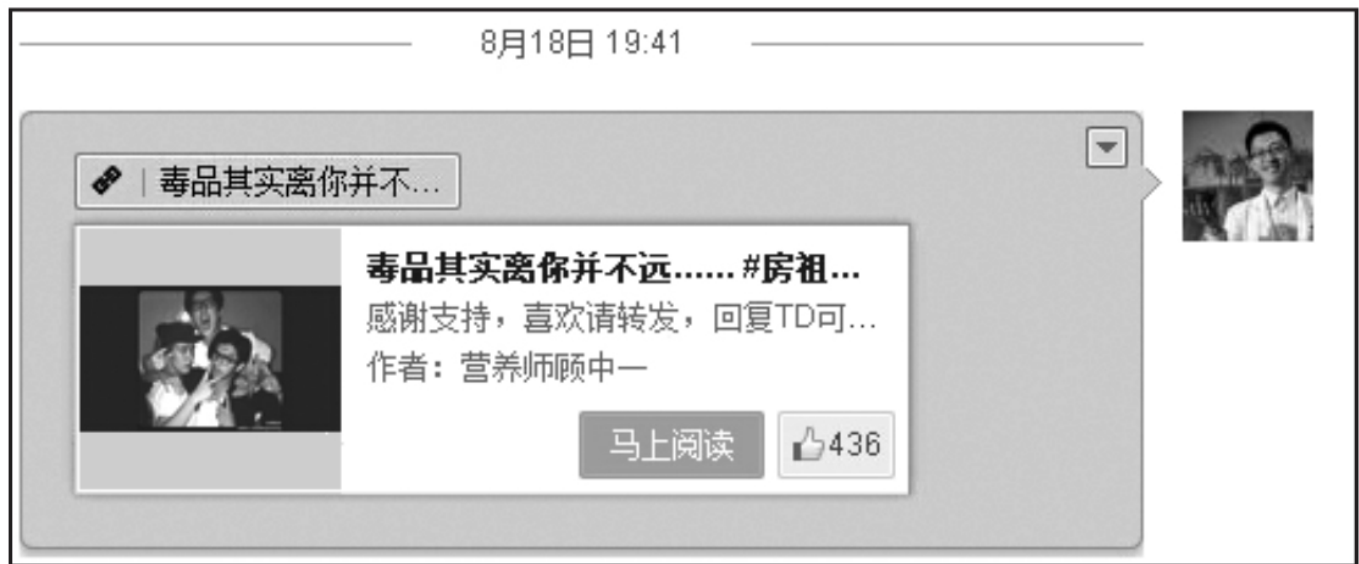 8月18日 19:41
毒品其实离你并不...
毒品其实离你并不远...... #房祖...
感谢支持，喜欢请转发，回复TD可...
作者：营养师顾中一
马上阅读
436